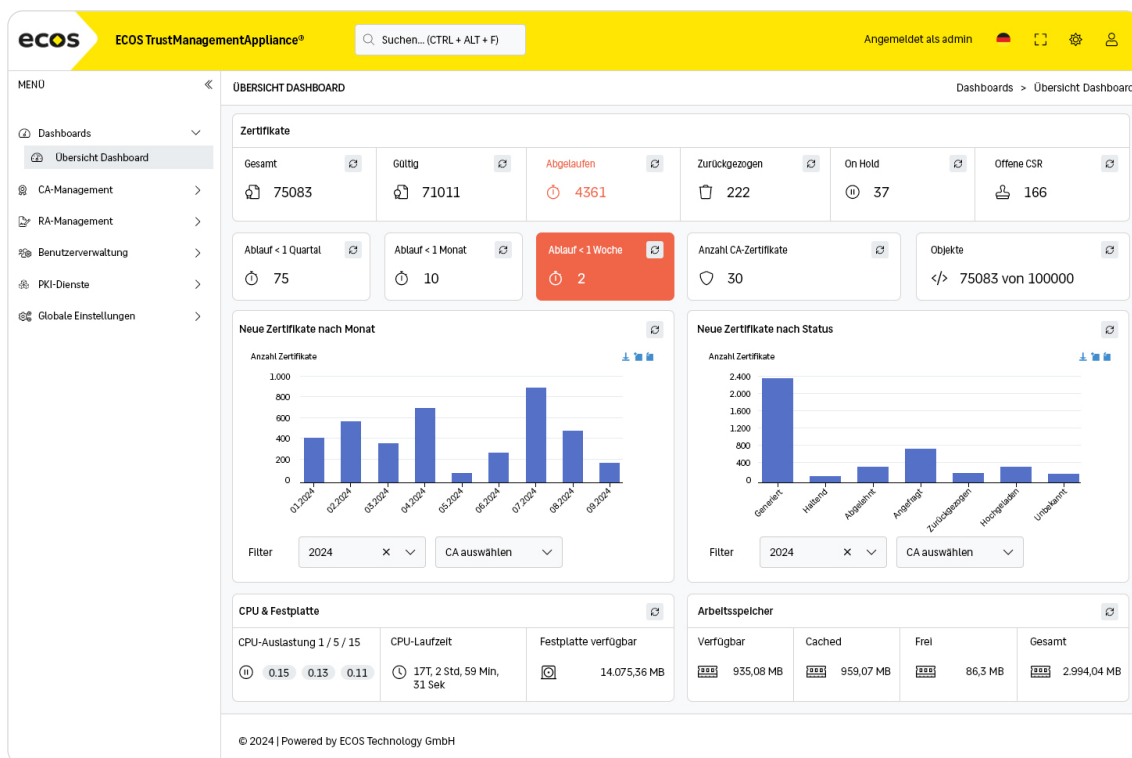 ecos
ECOS TrustManagementAppliance®
Suchen... (CTRL + ALT + F)
Angemeldet als admin
MENÜ
ÜBERSICHT DASHBOARD
Dashboards > Übersicht Dashboard
Dashboards
Übersicht Dashboard
CA-Management
RA-Management
Benutzerverwaltung
PKI-Dienste
Globale Einstellungen
Zertifikate
Gesamt
75083
Gültig
71011
Abgelaufen
4361
Zurückgezogen
222
On Hold
37
Offene CSR
166
Ablauf < 1 Quartal
75
Ablauf < 1 Monat
10
Ablauf < 1 Woche
2
Anzahl CA-Zertifikate
30
Objekte
75083 von 100000
Neue Zertifikate nach Monat
Anzahl Zertifikate
1.000
800
600
400
200
0
01.2024
02.2024
03.2024
04.2024
05.2024
06.2024
07.2024
08.2024
09.2024
Filter
2024
CA auswählen
Neue Zertifikate nach Status
Anzahl Zertifikate
2.400
2.000
1.600
1.200
800
400
0
Generiert
Haltend
Abgelehnt
Angefragt
Zurückgezogen
Hochgeladen
Unbekannt
Filter
2024
CA auswählen
CPU & Festplatte
CPU-Auslastung 1 / 5 / 15
0.15 0.13 0.11
CPU-Laufzeit
17T, 2 Std, 59 Min,
31 Sek
Festplatte verfügbar
14.075,36 MB
Arbeitsspeicher
Verfügbar
935,08 MB
Cached
959,07 MB
Frei
86,3 MB
Gesamt
2.994,04 MB
© 2024 | Powered by ECOS Technology GmbH